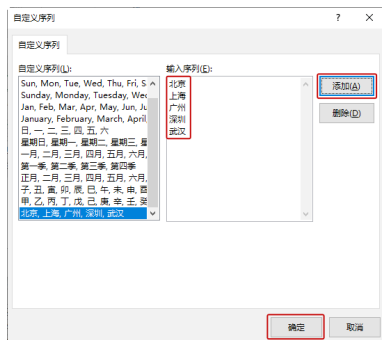 自定义序列
? ×
自定义序列
自定义序列(L):
输入序列(E):
Sun, Mon, Tue, Wed, Thu, Fri, S
Sunday, Monday, Tuesday, Wed
Jan, Feb, Mar, Apr, May, Jun, Ju
January, February, March, April
日, 一, 二, 三, 四, 五, 六
星期日, 星期一, 星期二, 星期三, 星
一月, 二月, 三月, 四月, 五月, 六月,
第一季, 第二季, 第三季, 第四季
正月, 二月, 三月, 四月, 五月, 六月,
子, 丑, 寅, 卯, 辰, 巳, 午, 未, 申, 酉
甲, 乙, 丙, 丁, 戊, 己, 庚, 辛, 壬, 癸
北京, 上海, 广州, 深圳, 武汉
北京
上海
广州
深圳
武汉
添加(A)
删除(D)
确定
取消